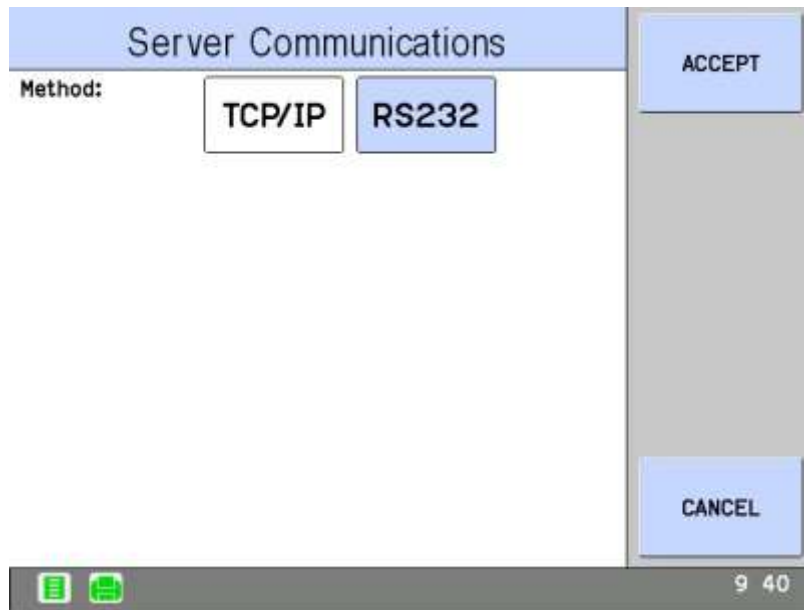 Server Communications
ACCEPT
Method:
TCP/IP
RS232
CANCEL
9 40